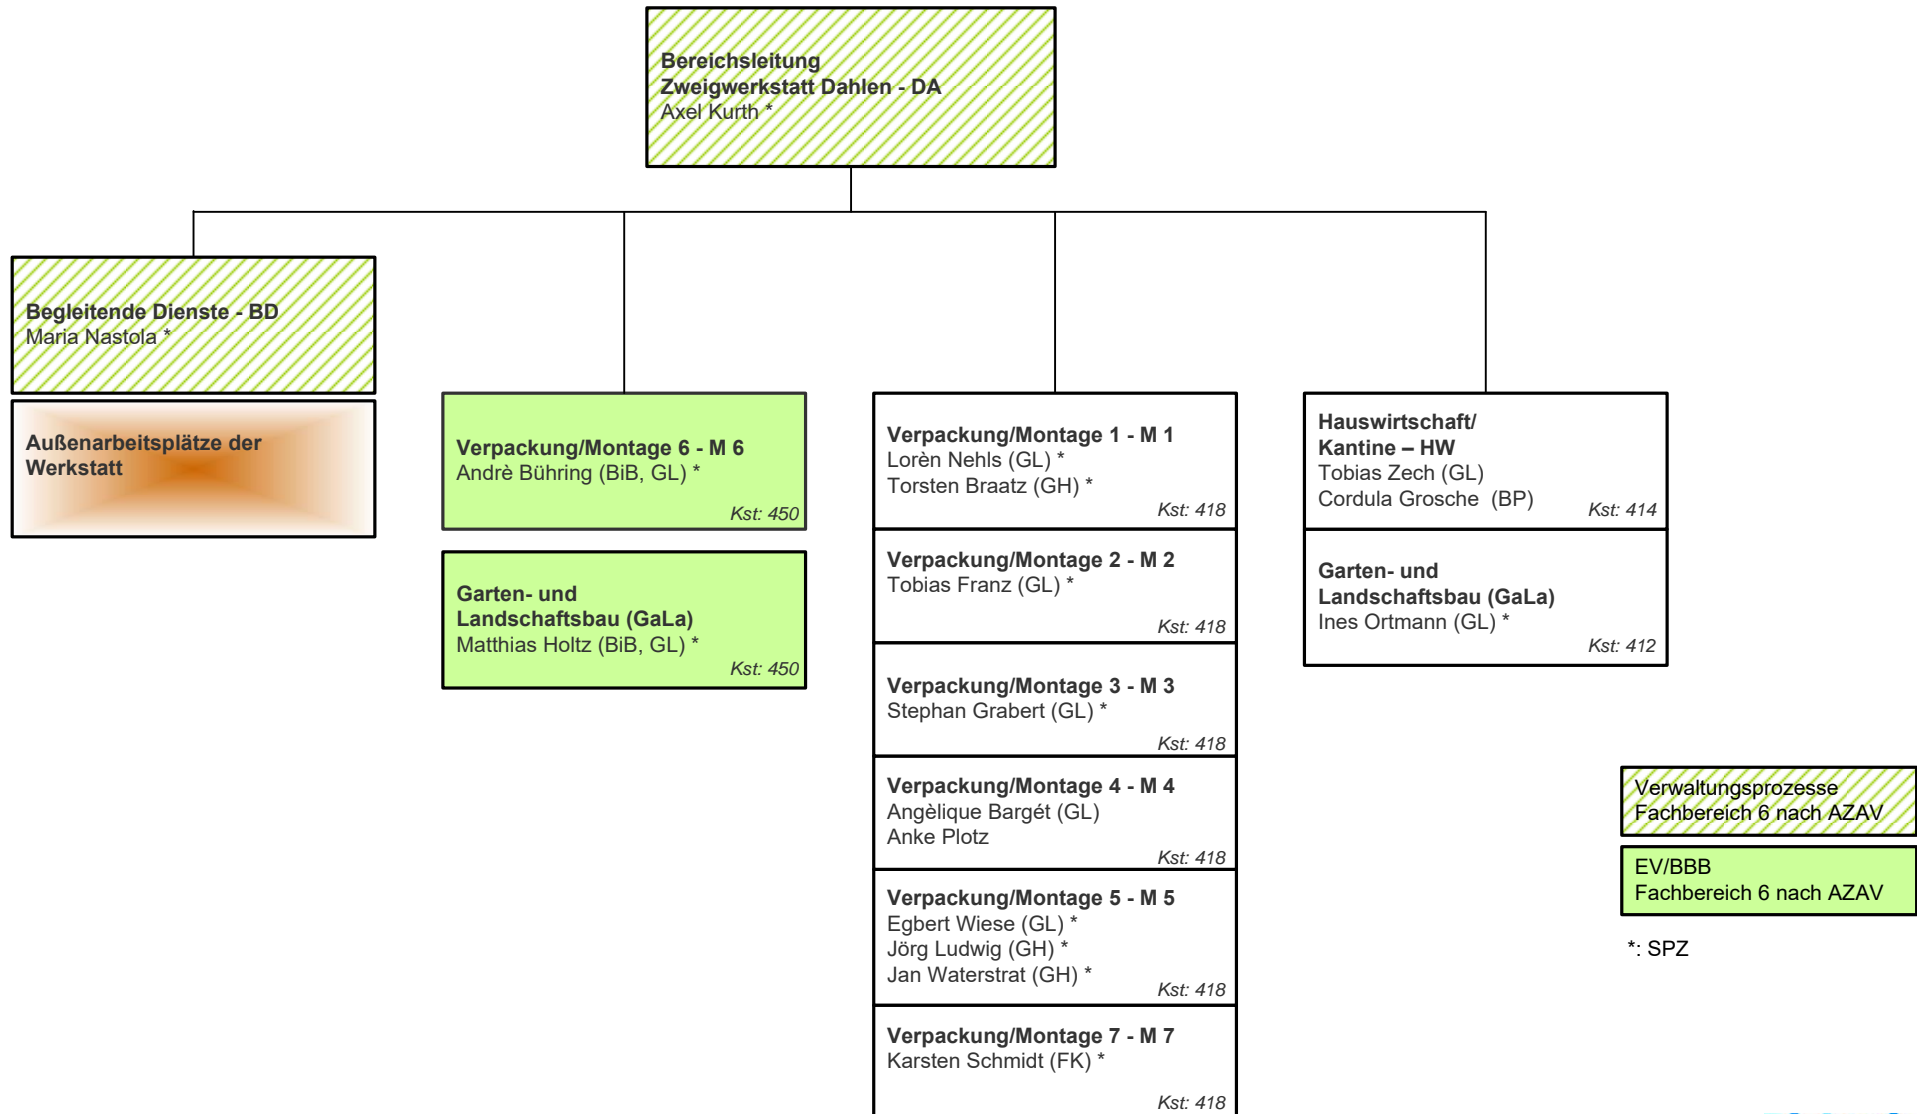 Bereichsleitung
Zweigwerkstatt Dahlen - DA
Axel Kurth *
Begleitende Dienste - BD
Maria Nastola *
Außenarbeitsplätze der
Werkstatt
Verpackung/Montage 6 - M 6
Andrè Bühring (BiB, GL) *
Kst: 450
Garten- und
Landschaftsbau (GaLa)
Matthias Holtz (BiB, GL) *
Kst: 450
Verpackung/Montage 1 - M 1
Lorèn Nehls (GL) *
Torsten Braatz (GH) *
Kst: 418
Verpackung/Montage 2 - M 2
Tobias Franz (GL) *
Kst: 418
Verpackung/Montage 3 - M 3
Stephan Grabert (GL) *
Kst: 418
Verpackung/Montage 4 - M 4
Angèlique Bargét (GL)
Anke Plotz
Kst: 418
Verpackung/Montage 5 - M 5
Egbert Wiese (GL) *
Jörg Ludwig (GH) *
Jan Waterstrat (GH) *
Kst: 418
Verpackung/Montage 7 - M 7
Karsten Schmidt (FK) *
Kst: 418
Hauswirtschaft/
Kantine – HW
Tobias Zech (GL)
Cordula Grosche  (BP)
Kst: 414
Garten- und
Landschaftsbau (GaLa)
Ines Ortmann (GL) *
Kst: 412
Verwaltungsprozesse
Fachbereich 6 nach AZAV
EV/BBB
Fachbereich 6 nach AZAV
*: SPZ